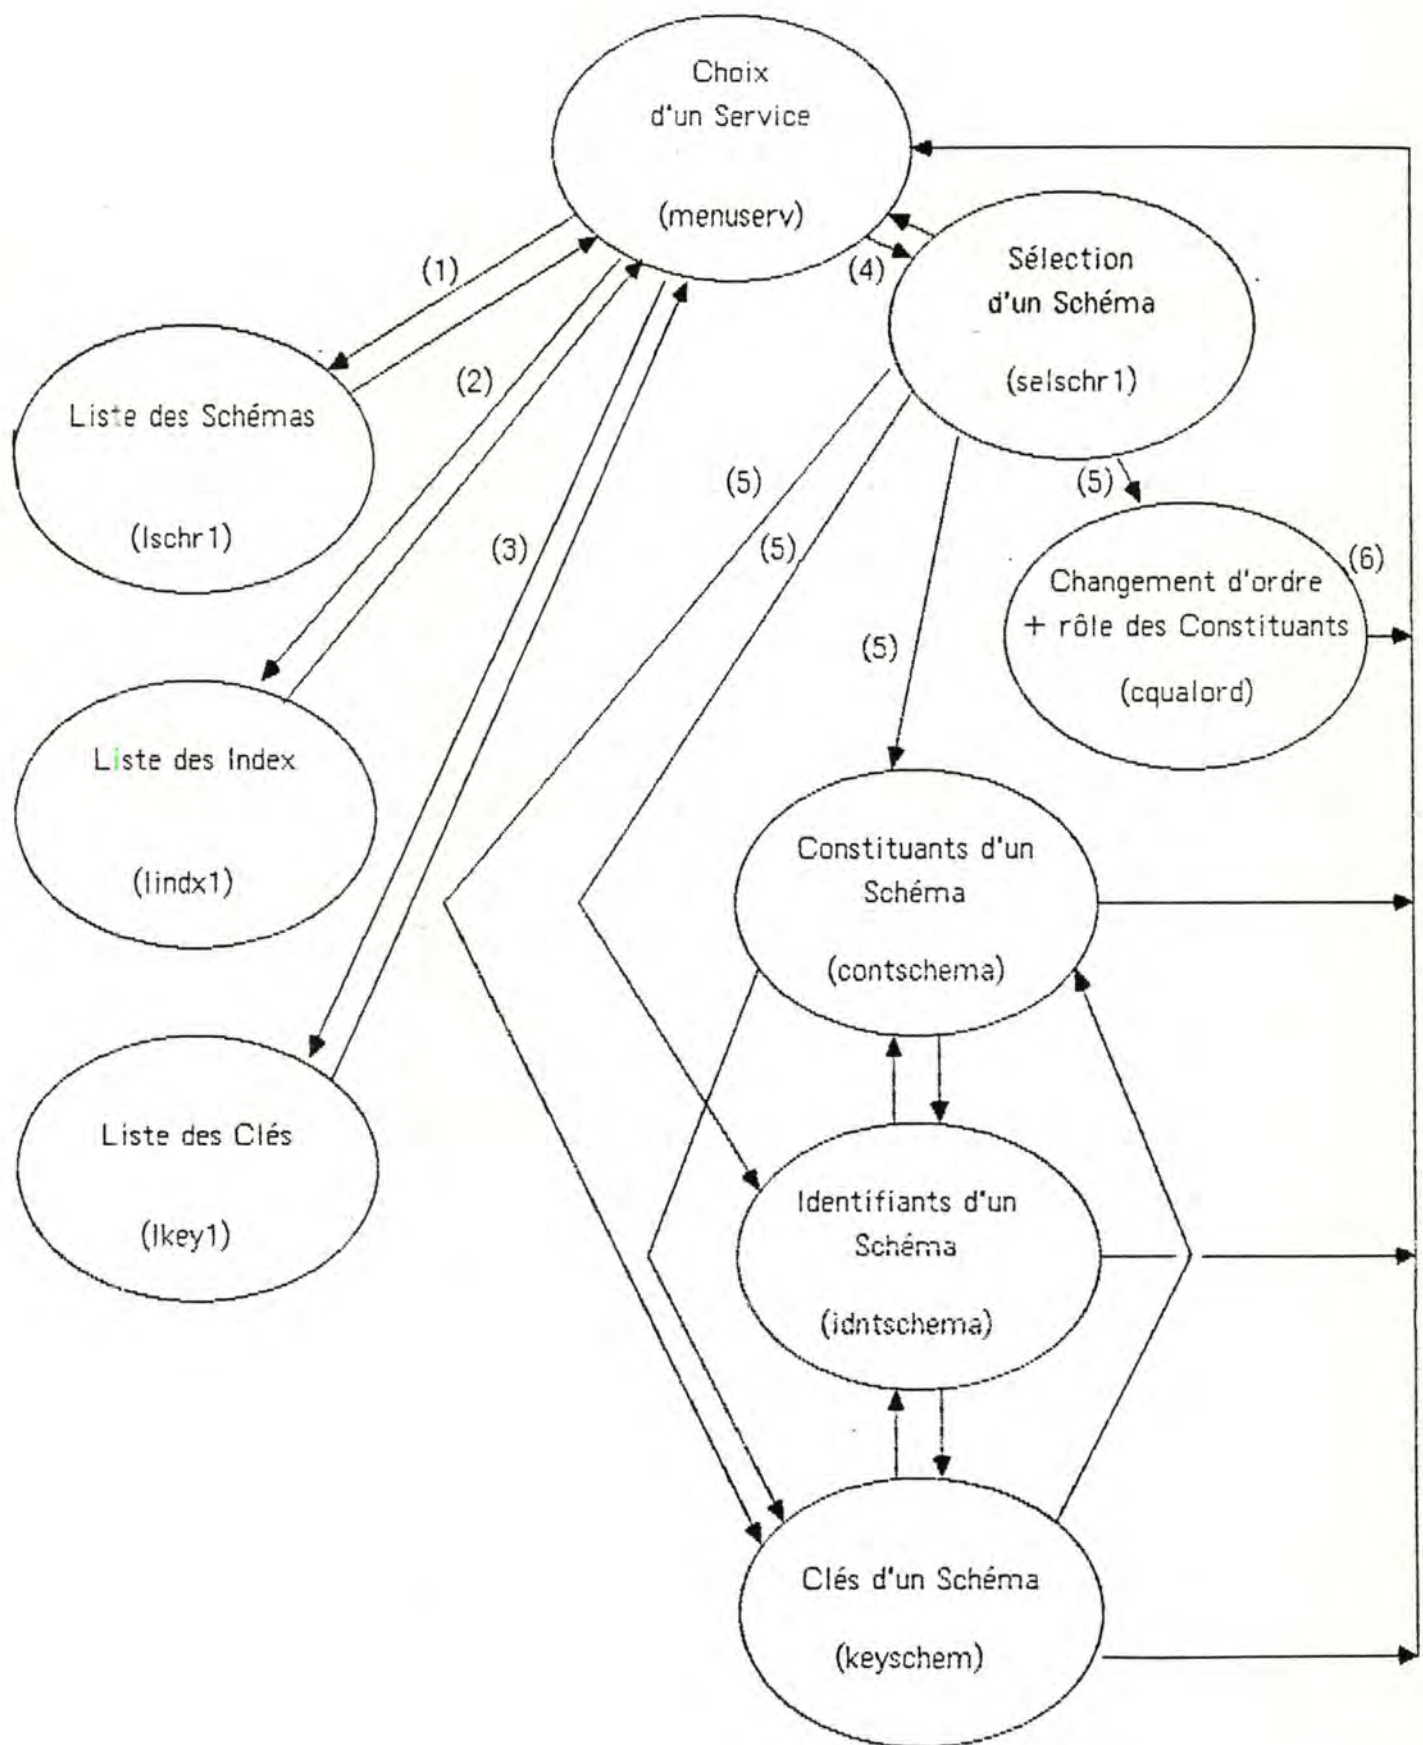 Choix
d'un Service
(menuserv)
(1)
(4)
Sélection
d'un Schéma
(selschr1)
(2)
Liste des Schémas
(lschr1)
(3)
(5)
(5)
(5)
(5)
(6)
Changement d'ordre
+ rôle des Constituants
(cqualord)
Liste des Index
(lindx1)
Constituants d'un
Schéma
(contschema)
Liste des Clés
(lkey1)
Identifiants d'un
Schéma
(idntschema)
Clés d'un Schéma
(keyschem)